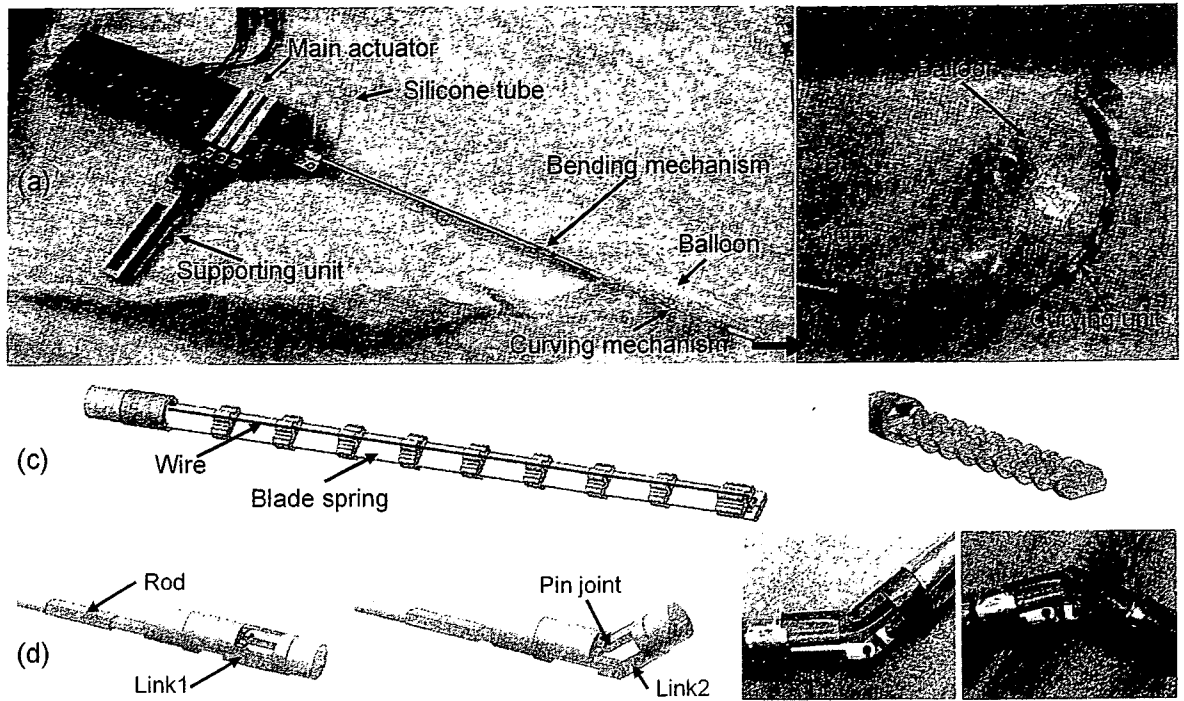 Main actuator
Silicone tube
(a)
Bending mechanism
Balloon
Supporting unit
Curving mechanism
Balloon
Curving unit
(c)
Wire
Blade spring
(d)
Rod
Link1
Pin joint
Link2